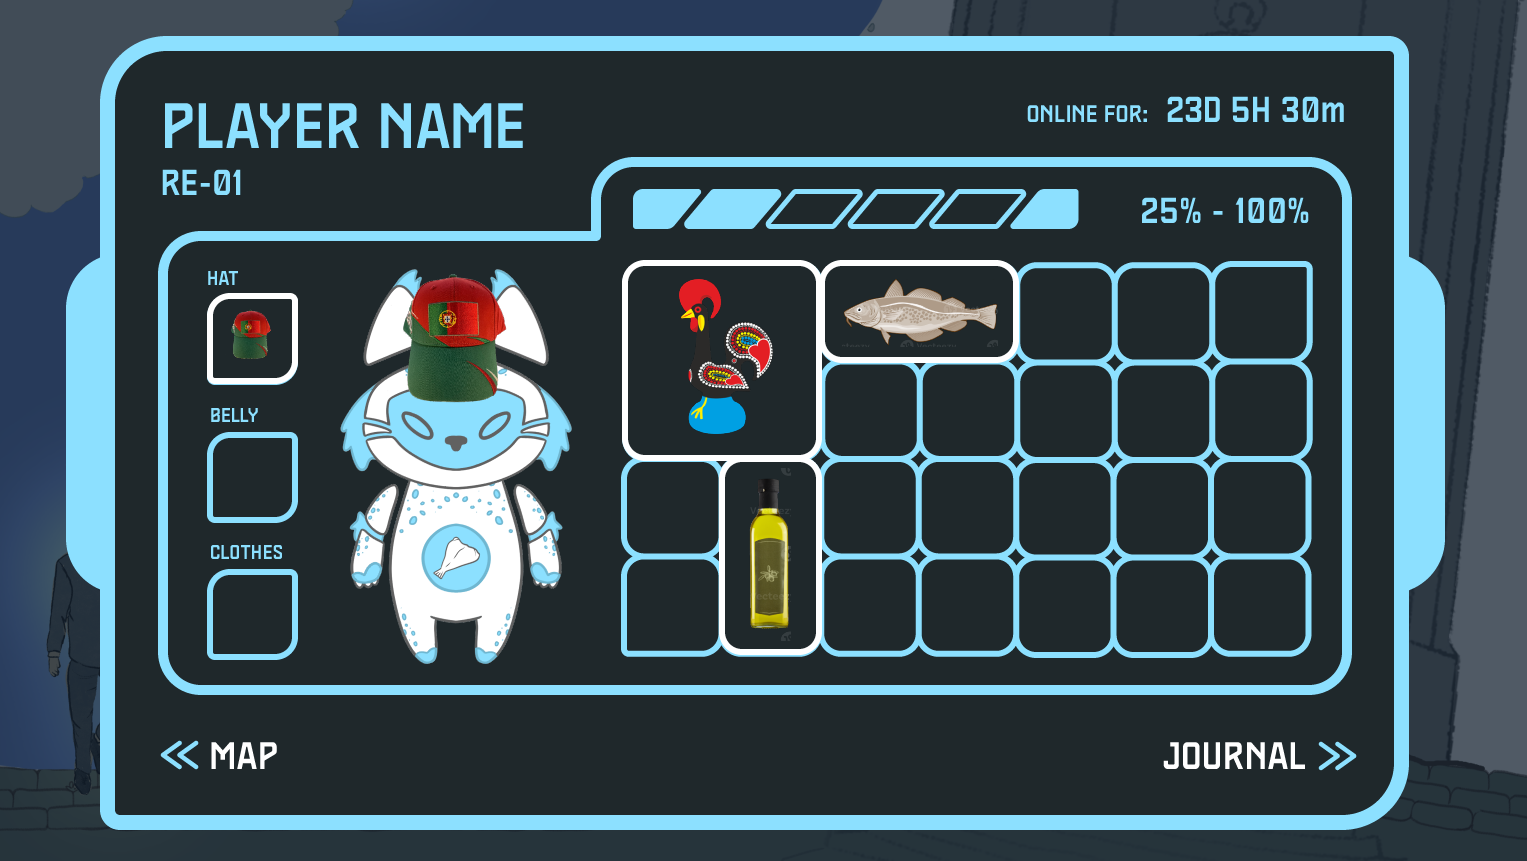 PLAYER NAME
RE-01
ONLINE FOR: 23D 5H 30m
25% - 100%
HAT
BELLY
CLOTHES
MAP
JOURNAL